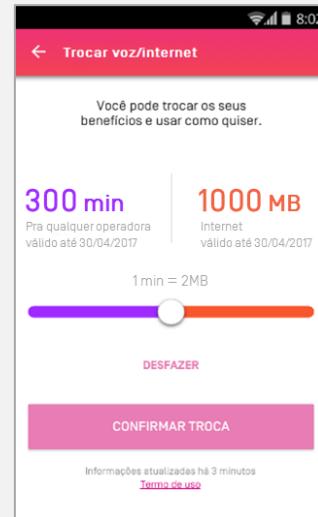 8:02
Trocar voz/internet
Você pode trocar os seus
benefícios e usar como quiser.
300 min
Pra qualquer operadora
válido até 30/04/2017
1000 MB
Internet
válido até 30/04/2017
1 min = 2MB
DESFAZER
CONFIRMAR TROCA
Informações atualizadas há 3 minutos
Termo de uso